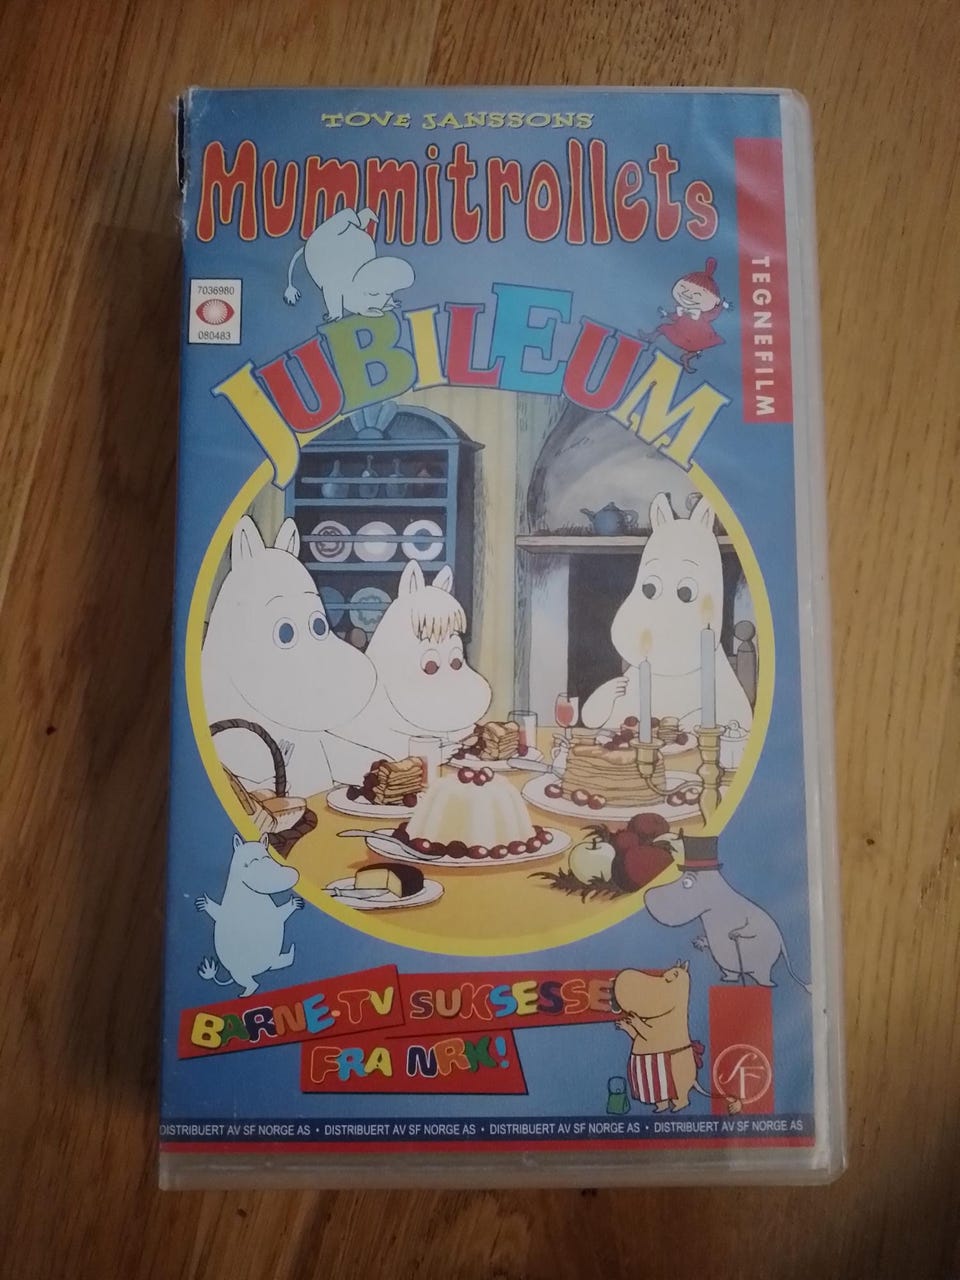 TOVE JANSSONS
Mummitrollets
JUBILEUM
TEGNEFILM
7036980
080483
BARNE-TV SUKSESSEN
FRA NRK!
SF
DISTRIBUERT AV SF NORGE AS • DISTRIBUERT AV SF NORGE AS • DISTRIBUERT AV SF NORGE AS • DISTRIBUERT AV SF NORGE AS